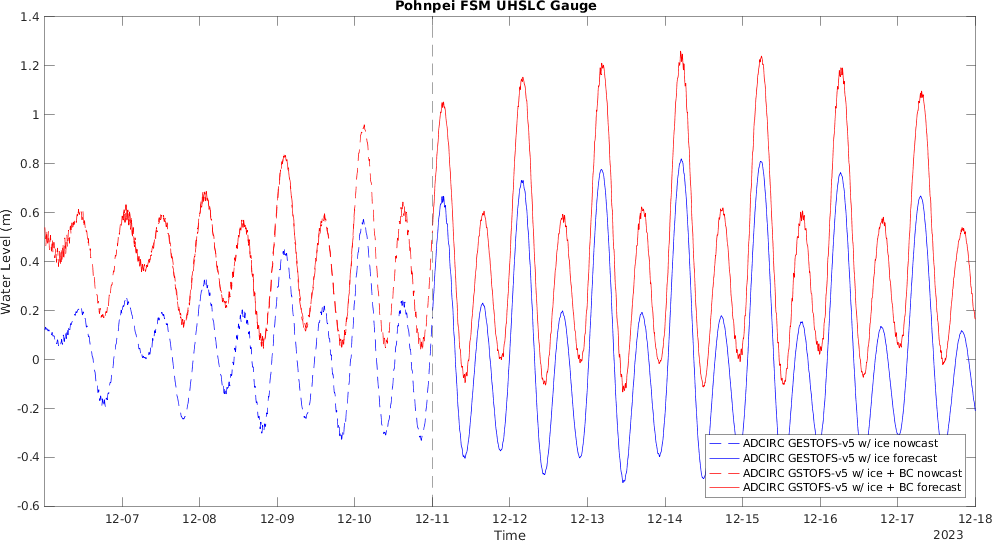 Pohnpei FSM UHSLC Gauge
1.4
1.2
1
0.8
0.6
0.4
0.2
0
-0.2
-0.4
-0.6
Water Level (m)
ADCIRC GESTOFS-v5 w/ ice nowcast
ADCIRC GESTOFS-v5 w/ ice forecast
ADCIRC GSTOFS-v5 w/ ice + BC nowcast
ADCIRC GSTOFS-v5 w/ ice + BC forecast
12-07 12-08 12-09 12-10 12-11 12-12 12-13 12-14 12-15 12-16 12-17 12-18
Time
2023